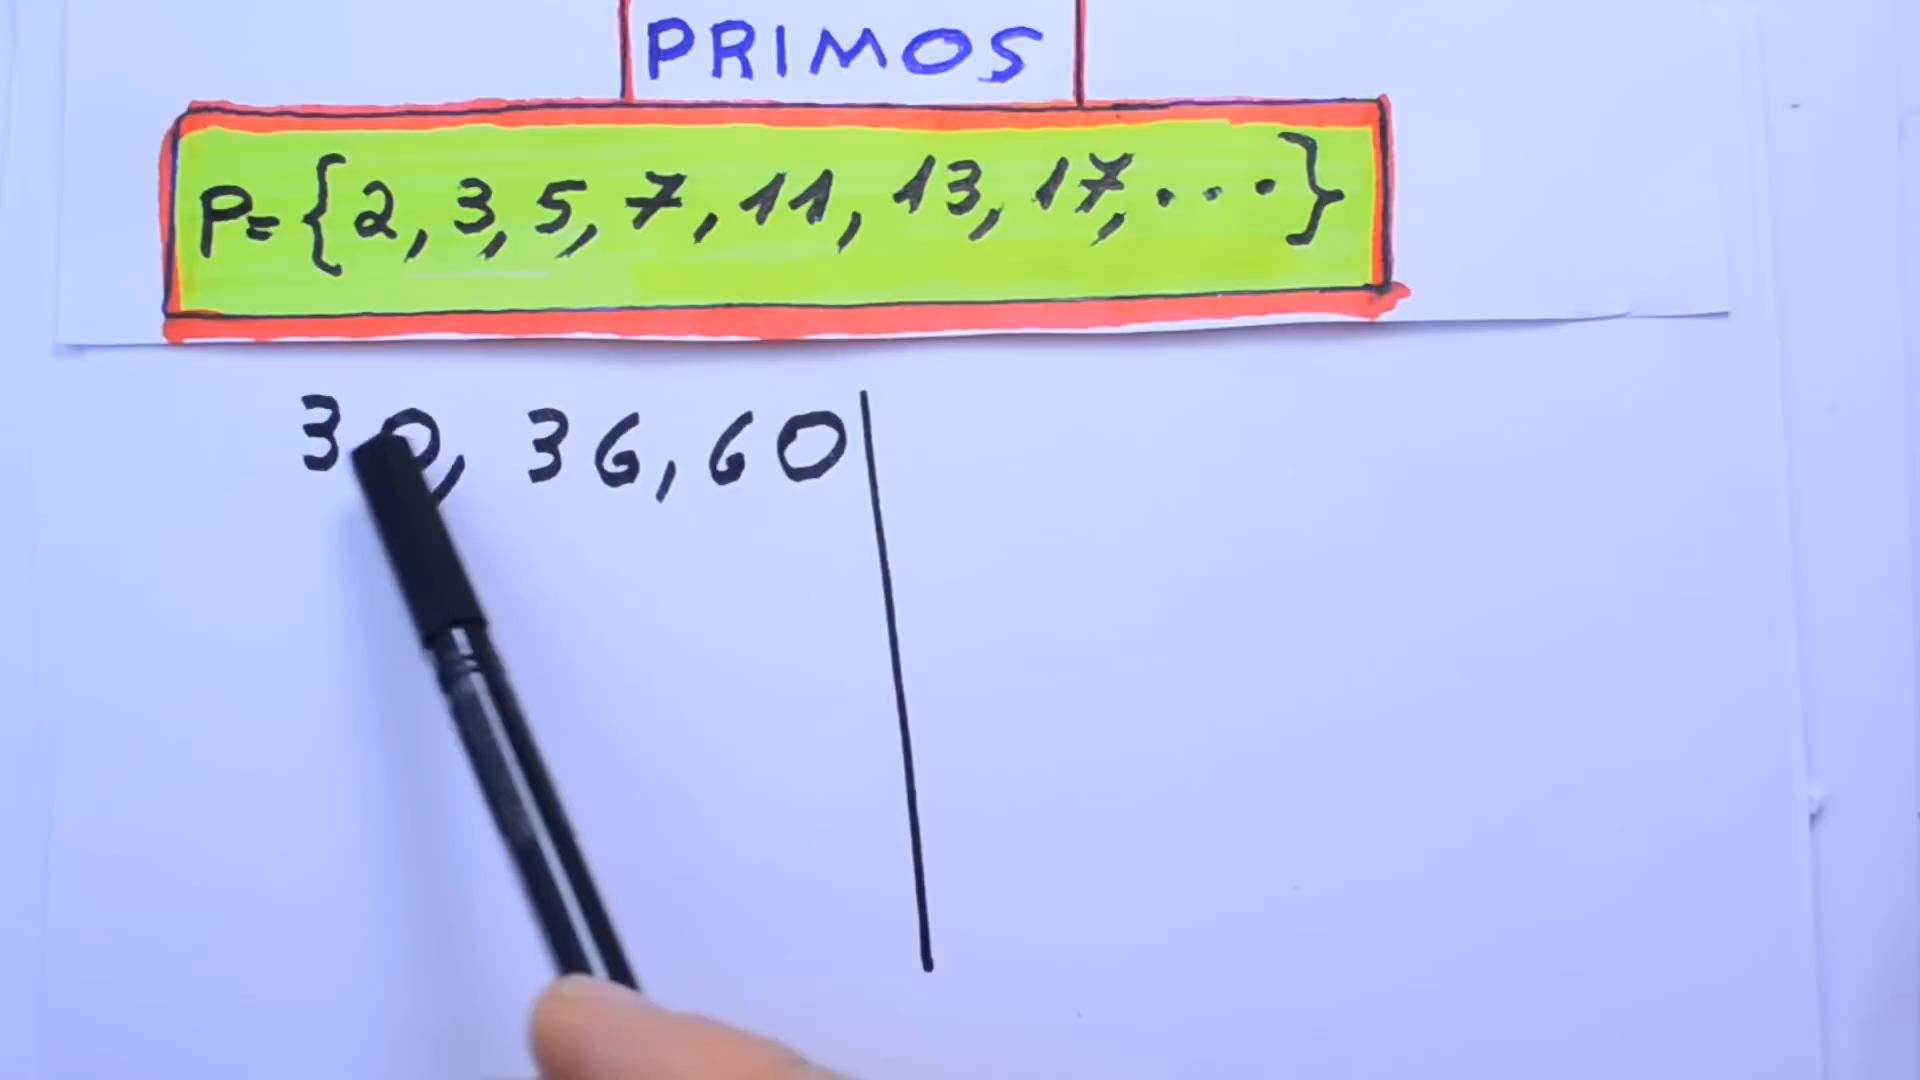 PRIMOS
P={2, 3, 5, 7, 11, 13, 17, ...}
30, 36, 60